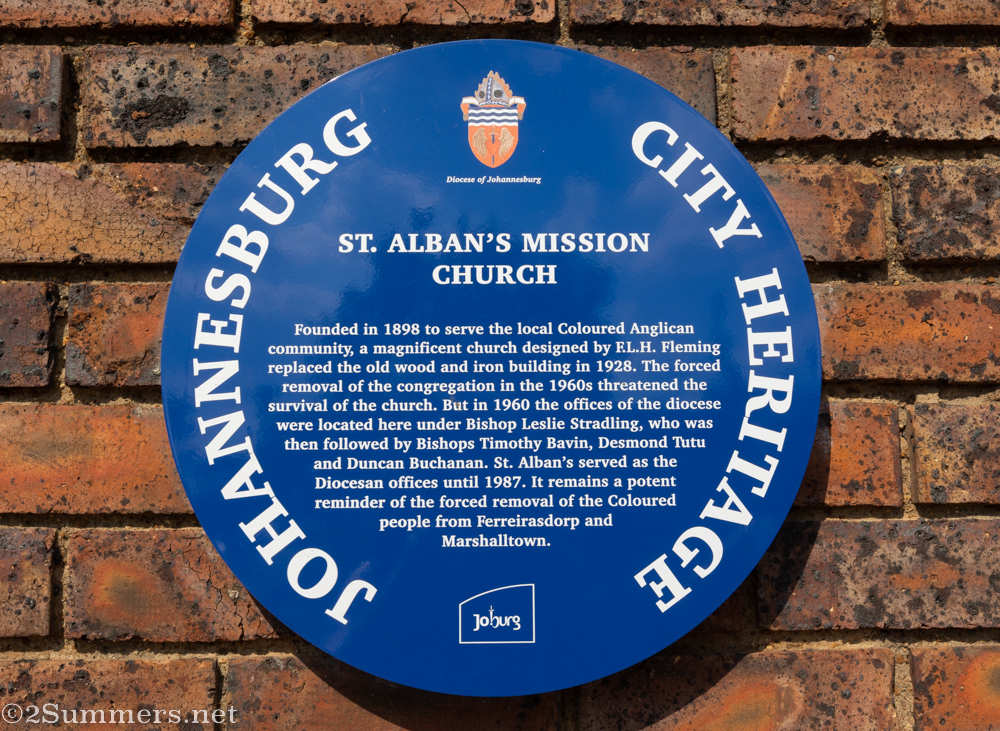 JOHANNESBURG
CITY HERITAGE
Diocese of Johannesburg
ST. ALBAN'S MISSION
CHURCH
Founded in 1898 to serve the local Coloured Anglican
community, a magnificent church designed by F.L.H. Fleming
replaced the old wood and iron building in 1928. The forced
removal of the congregation in the 1960s threatened the
survival of the church. But in 1960 the offices of the diocese
were located here under Bishop Leslie Stradling, who was
then followed by Bishops Timothy Bavin, Desmond Tutu
and Duncan Buchanan. St. Alban's served as the
Diocesan offices until 1987. It remains a potent
reminder of the forced removal of the Coloured
people from Ferreirasdorp and
Marshalltown.
Joburg
©2Summers.net